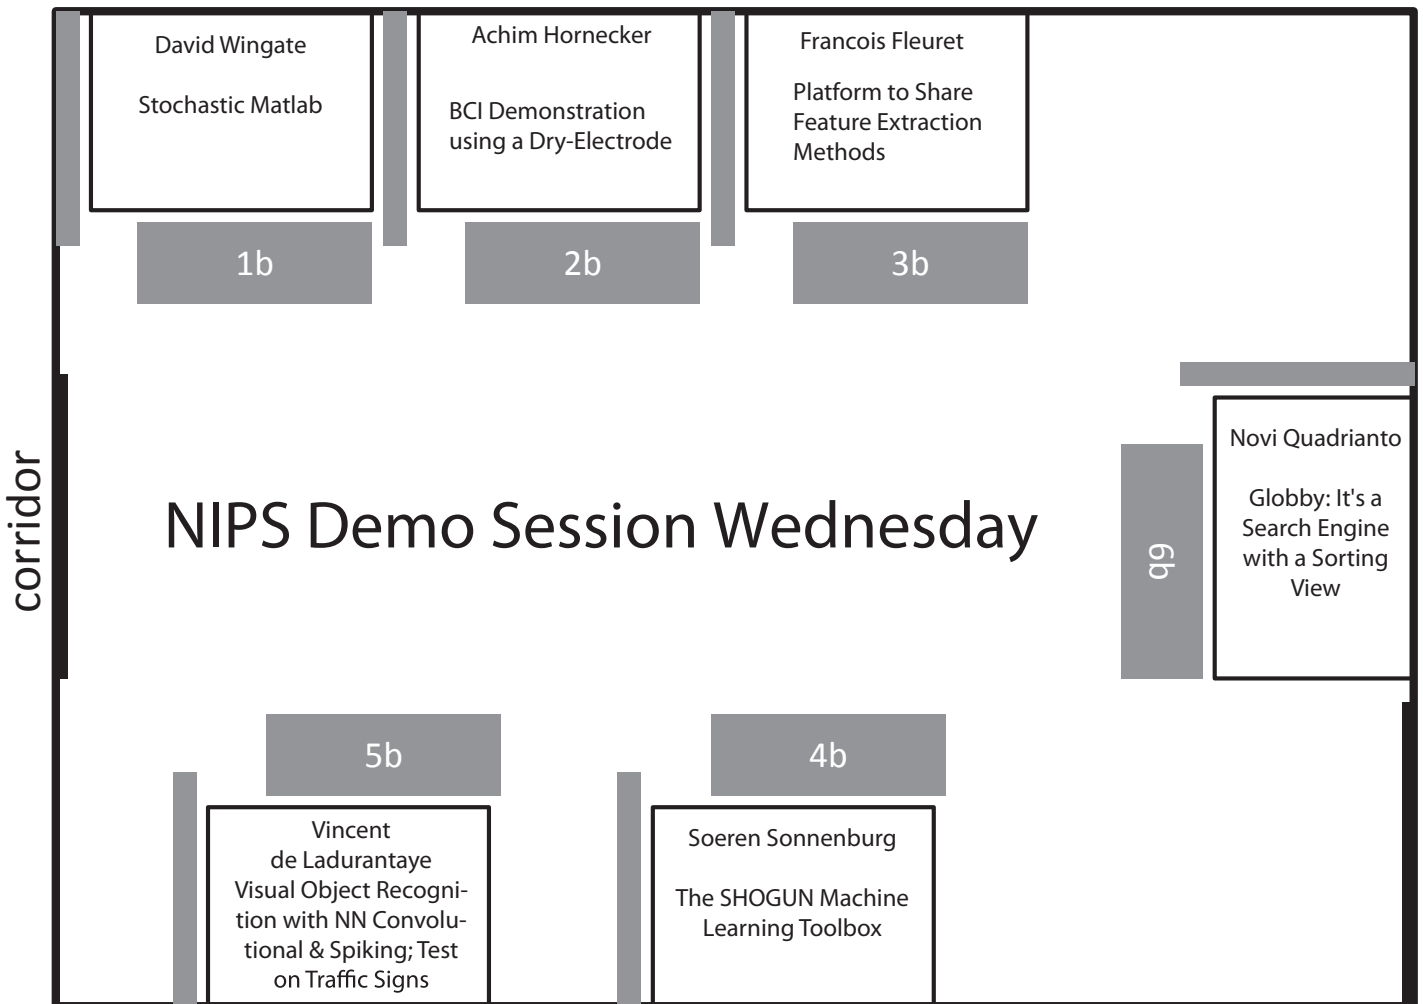 David Wingate
Stochastic Matlab
1b
Achim Hornecker
BCI Demonstration
using a Dry-Electrode
2b
Francois Fleuret
Platform to Share
Feature Extraction
Methods
3b
corridor
NIPS Demo Session Wednesday
6b
Novi Quadrianto
Globby: It's a
Search Engine
with a Sorting
View
5b
Vincent
de Ladurantaye
Visual Object Recogni-
tion with NN Convolu-
tional & Spiking; Test
on Traffic Signs
4b
Soeren Sonnenburg
The SHOGUN Machine
Learning Toolbox